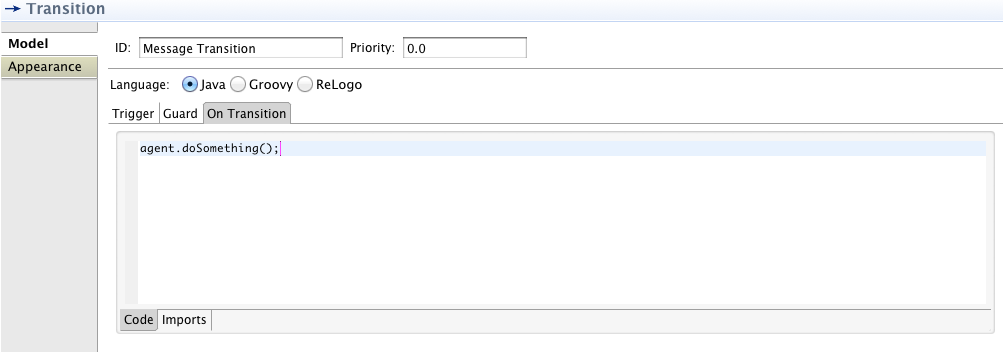 Transition
Model
Appearance
ID: Message Transition Priority: 0.0
Language: Java Groovy ReLogo
Trigger Guard On Transition
agent.doSomething();
Code Imports